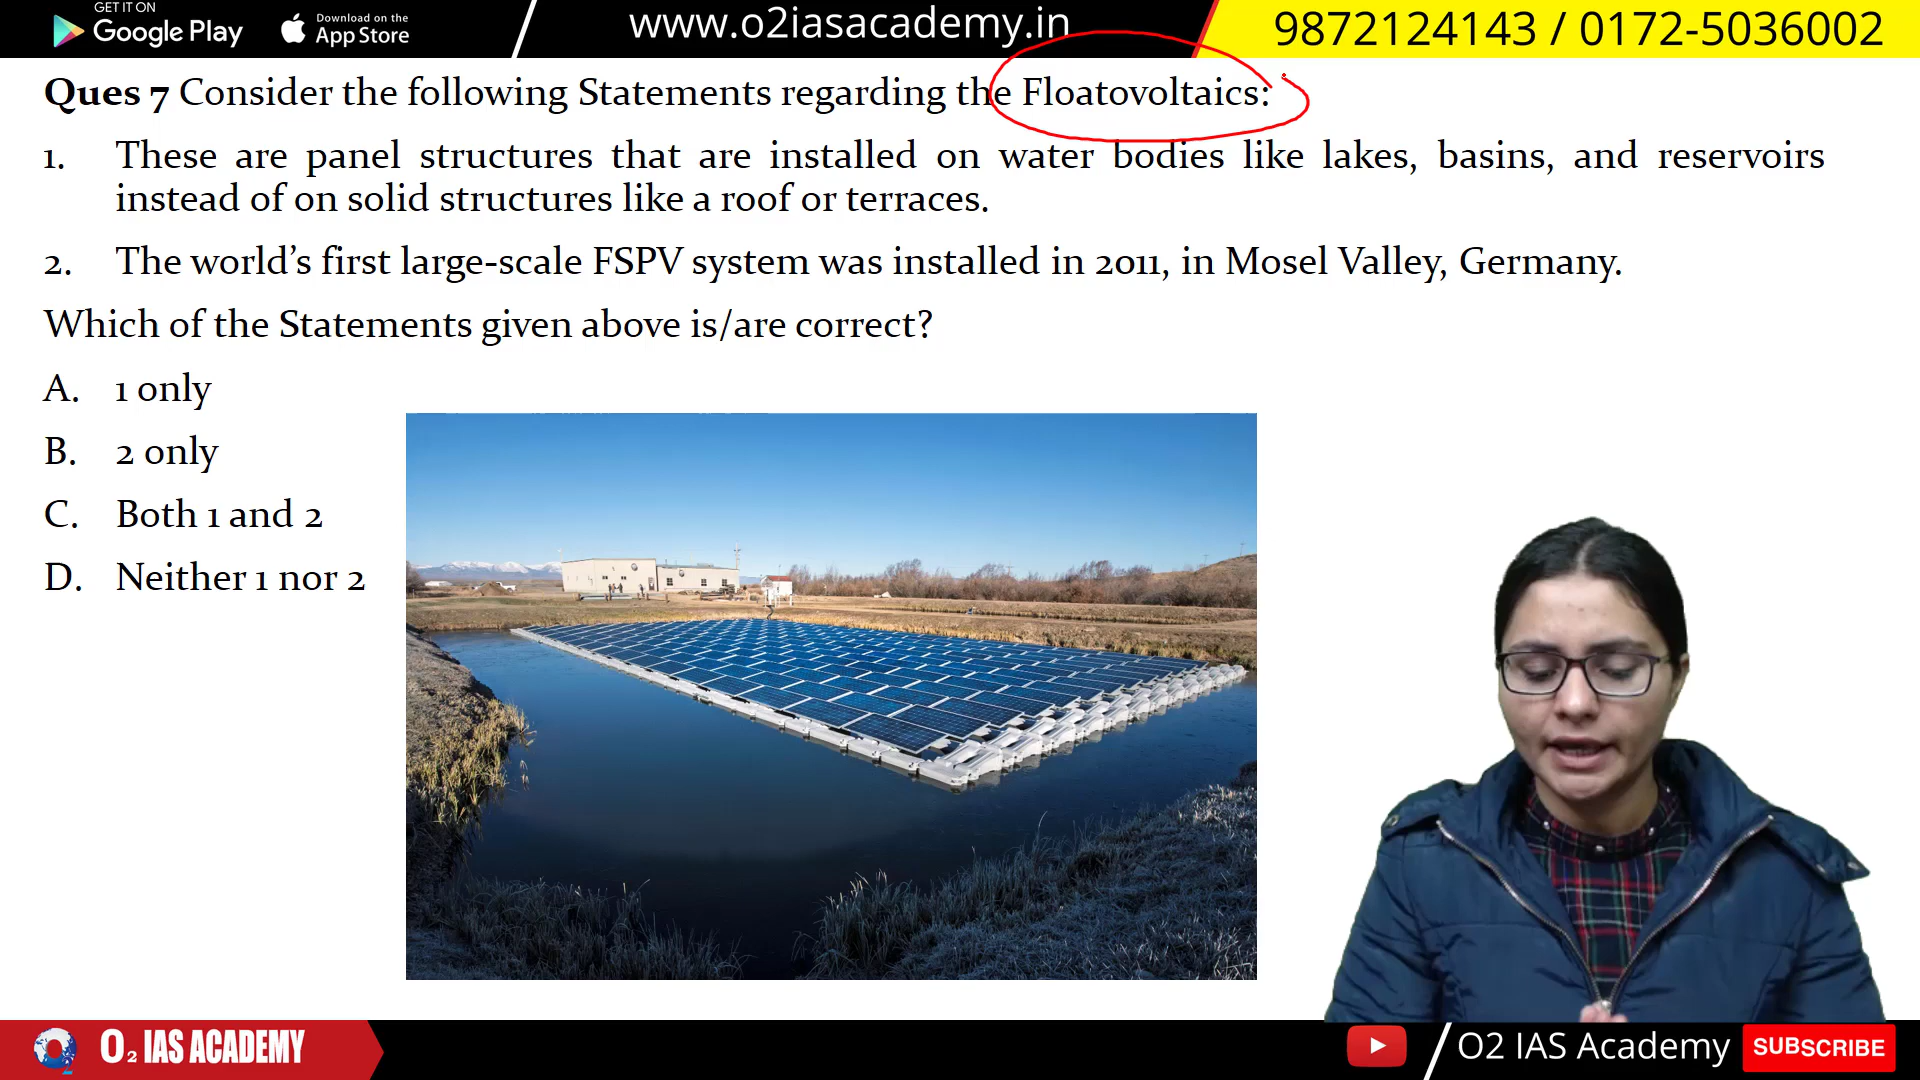 GET IT ON
Google Play
Download on the
App Store
www.o2iasacademy.in
9872124143 / 0172-5036002
Ques 7 Consider the following Statements regarding the Floatovoltaics:
1. These are panel structures that are installed on water bodies like lakes, basins, and reservoirs
instead of on solid structures like a roof or terraces.
2. The world’s first large-scale FSPV system was installed in 2011, in Mosel Valley, Germany.
Which of the Statements given above is/are correct?
A. 1 only
B. 2 only
C. Both 1 and 2
D. Neither 1 nor 2
O2 IAS ACADEMY
O2 IAS Academy
SUBSCRIBE